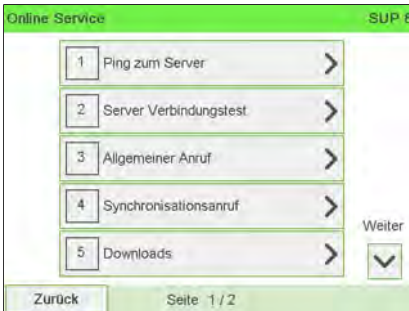 Online Service SUP
1 Ping zum Server
2 Server Verbindungstest
3 Allgemeiner Anruf
4 Synchronisationsanruf
Weiter
5 Downloads
Zurück Seite 1 / 2